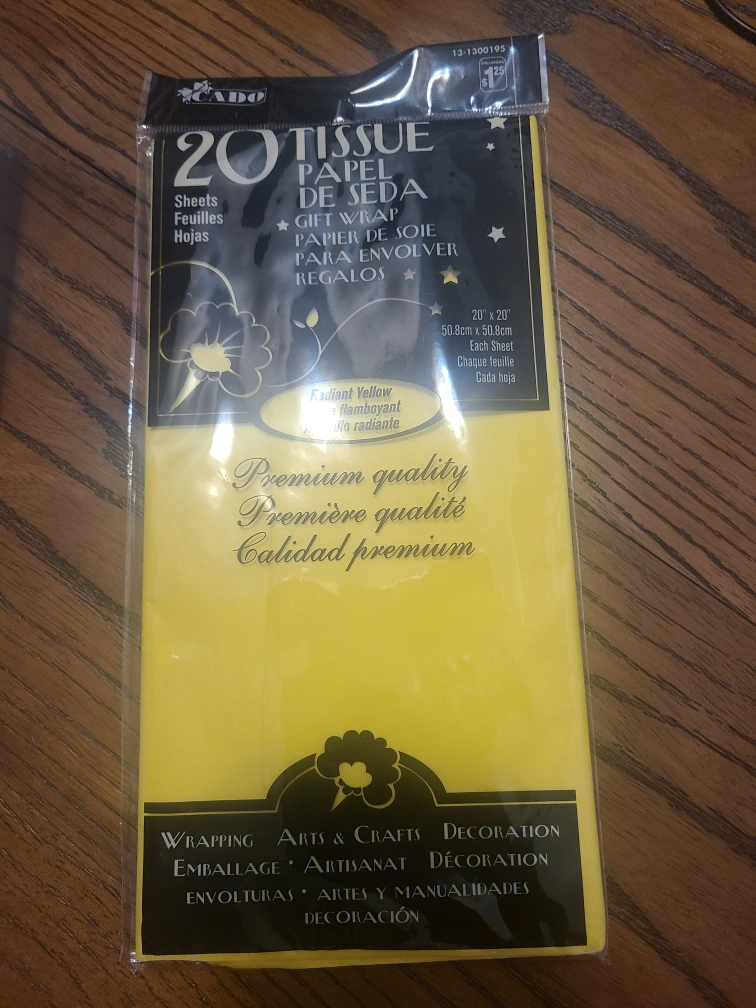 13-1300195
CADO
$1.25
20 TISSUE
PAPEL
DE SEDA
Sheets
Feuilles
Hojas
GIFT WRAP
PAPIER DE SOIE
PARA ENVOLVER
REGALOS
20" x 20"
50.8cm x 50.8cm
Each Sheet
Chaque feuille
Cada hoja
Radiant Yellow
flamboyant
radiante
Premium quality
Première qualité
Calidad premium
WRAPPING ARTS & CRAFTS DECORATION
EMBALLAGE • ARTISANAT DÉCORATION
ENVOLTURAS • ARTES Y MANUALIDADES
DECORACIÓN